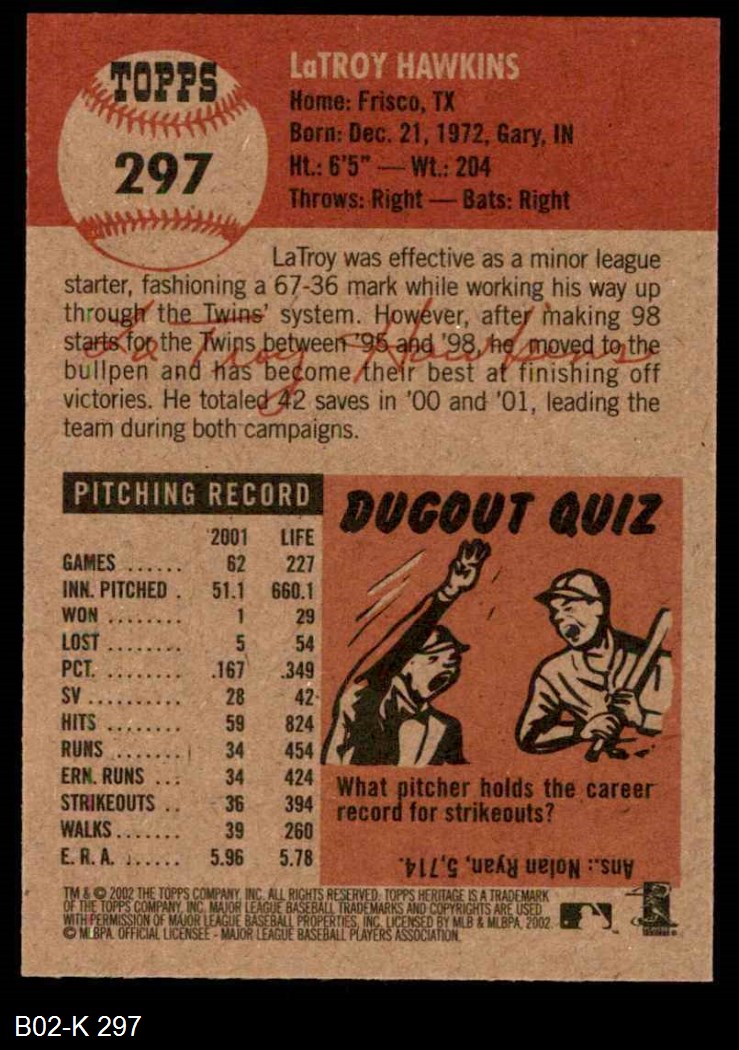 TOPPS
297
LaTROY HAWKINS
Home: Frisco, TX
Born: Dec. 21, 1972, Gary, IN
Ht.: 6'5" — Wt.: 204
Throws: Right — Bats: Right
LaTroy was effective as a minor league
starter, fashioning a 67-36 mark while working his way up
through the Twins' system. However, after making 98
starts for the Twins between '95 and '98, he moved to the
bullpen and has become their best at finishing off
victories. He totaled 42 saves in '00 and '01, leading the
team during both campaigns.
LaTroy Hawkins
PITCHING RECORD
2001 LIFE
GAMES ...... 62 227
INN. PITCHED . 51.1 660.1
WON ........ 1 29
LOST ........ 5 54
PCT. ........ .167 .349
SV .......... 28 42
HITS ........ 59 824
RUNS ....... 34 454
ERN. RUNS ... 34 424
STRIKEOUTS .. 36 394
WALKS....... 39 260
E. R. A. ...... 5.96 5.78
DUGOUT QUIZ
What pitcher holds the career
record for strikeouts?
Ans.: Nolan Ryan, 5,714.
TM & © 2002 THE TOPPS COMPANY, INC. ALL RIGHTS RESERVED. TOPPS HERITAGE IS A TRADEMARK
OF THE TOPPS COMPANY, INC. MAJOR LEAGUE BASEBALL TRADEMARKS AND COPYRIGHTS ARE USED
WITH PERMISSION OF MAJOR LEAGUE BASEBALL PROPERTIES, INC. LICENSED BY MLB & MLBPA, 2002.
© MLBPA. OFFICIAL LICENSEE - MAJOR LEAGUE BASEBALL PLAYERS ASSOCIATION.
B02-K 297